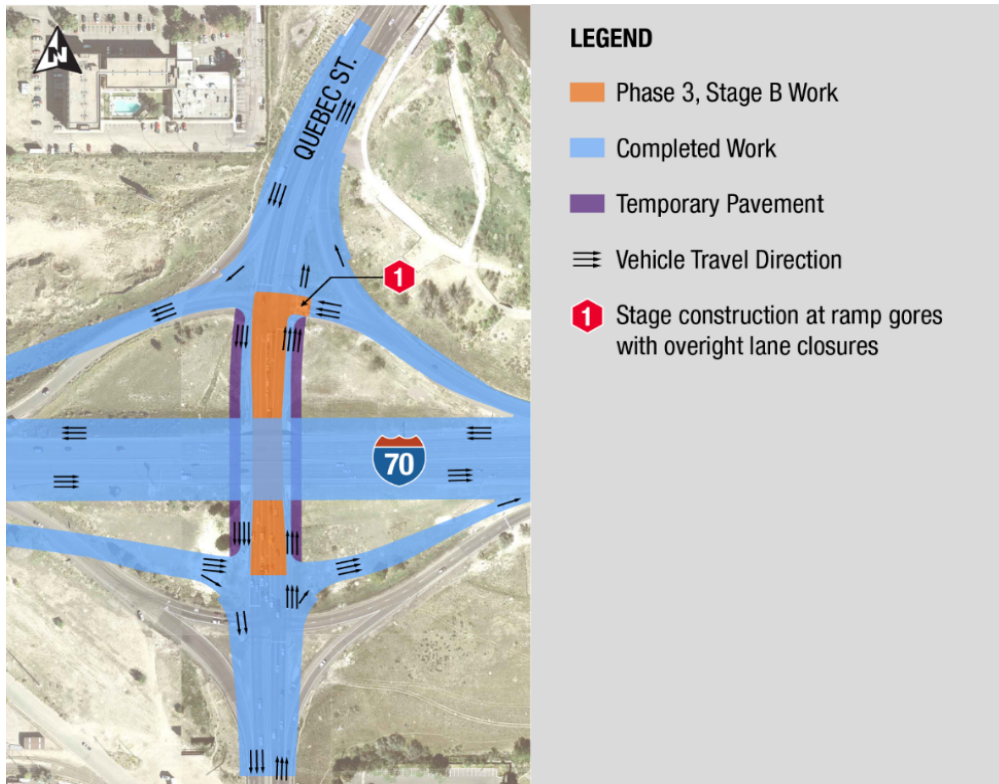 N
QUEBEC ST.
1
70
LEGEND
Phase 3, Stage B Work
Completed Work
Temporary Pavement
Vehicle Travel Direction
1
Stage construction at ramp gores
with overight lane closures